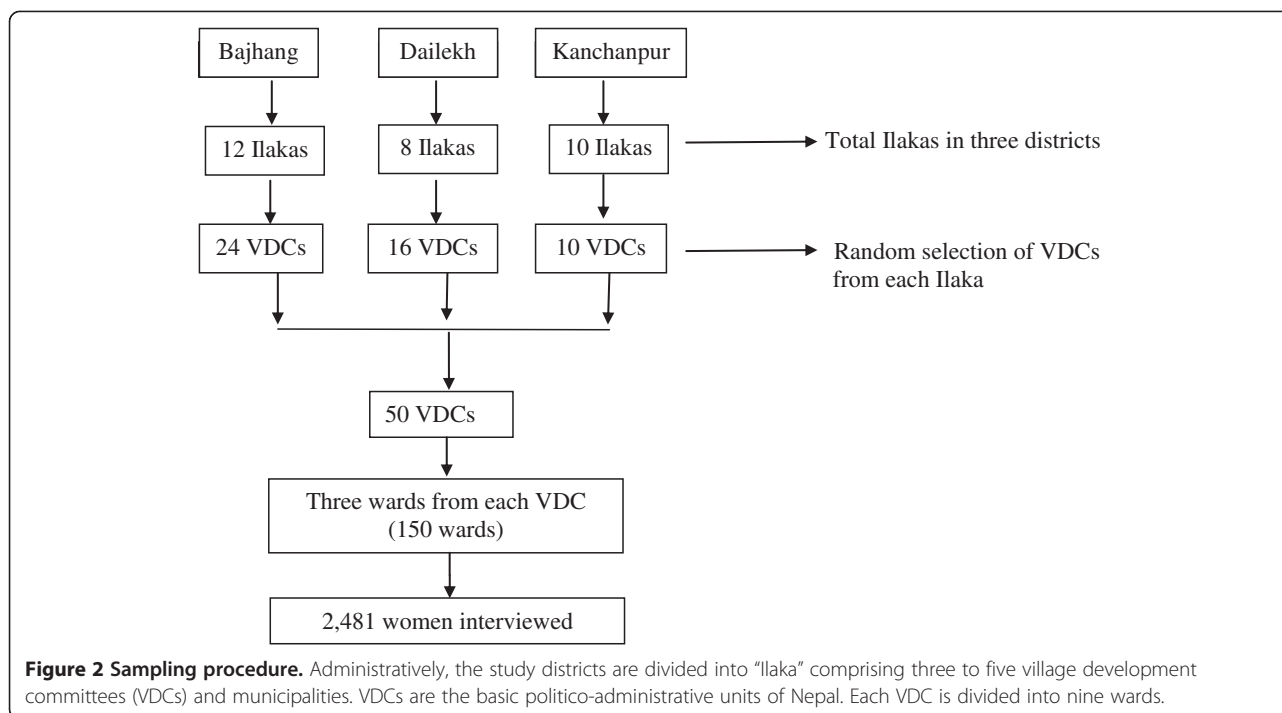 Bajhang
Dailekh
Kanchanpur
12 Ilakas
8 Ilakas
10 Ilakas
Total Ilakas in three districts
24 VDCs
16 VDCs
10 VDCs
Random selection of VDCs
from each Ilaka
50 VDCs
Three wards from each VDC
(150 wards)
2,481 women interviewed
Figure 2 Sampling procedure. Administratively, the study districts are divided into “Ilaka” comprising three to five village development
committees (VDCs) and municipalities. VDCs are the basic politico-administrative units of Nepal. Each VDC is divided into nine wards.